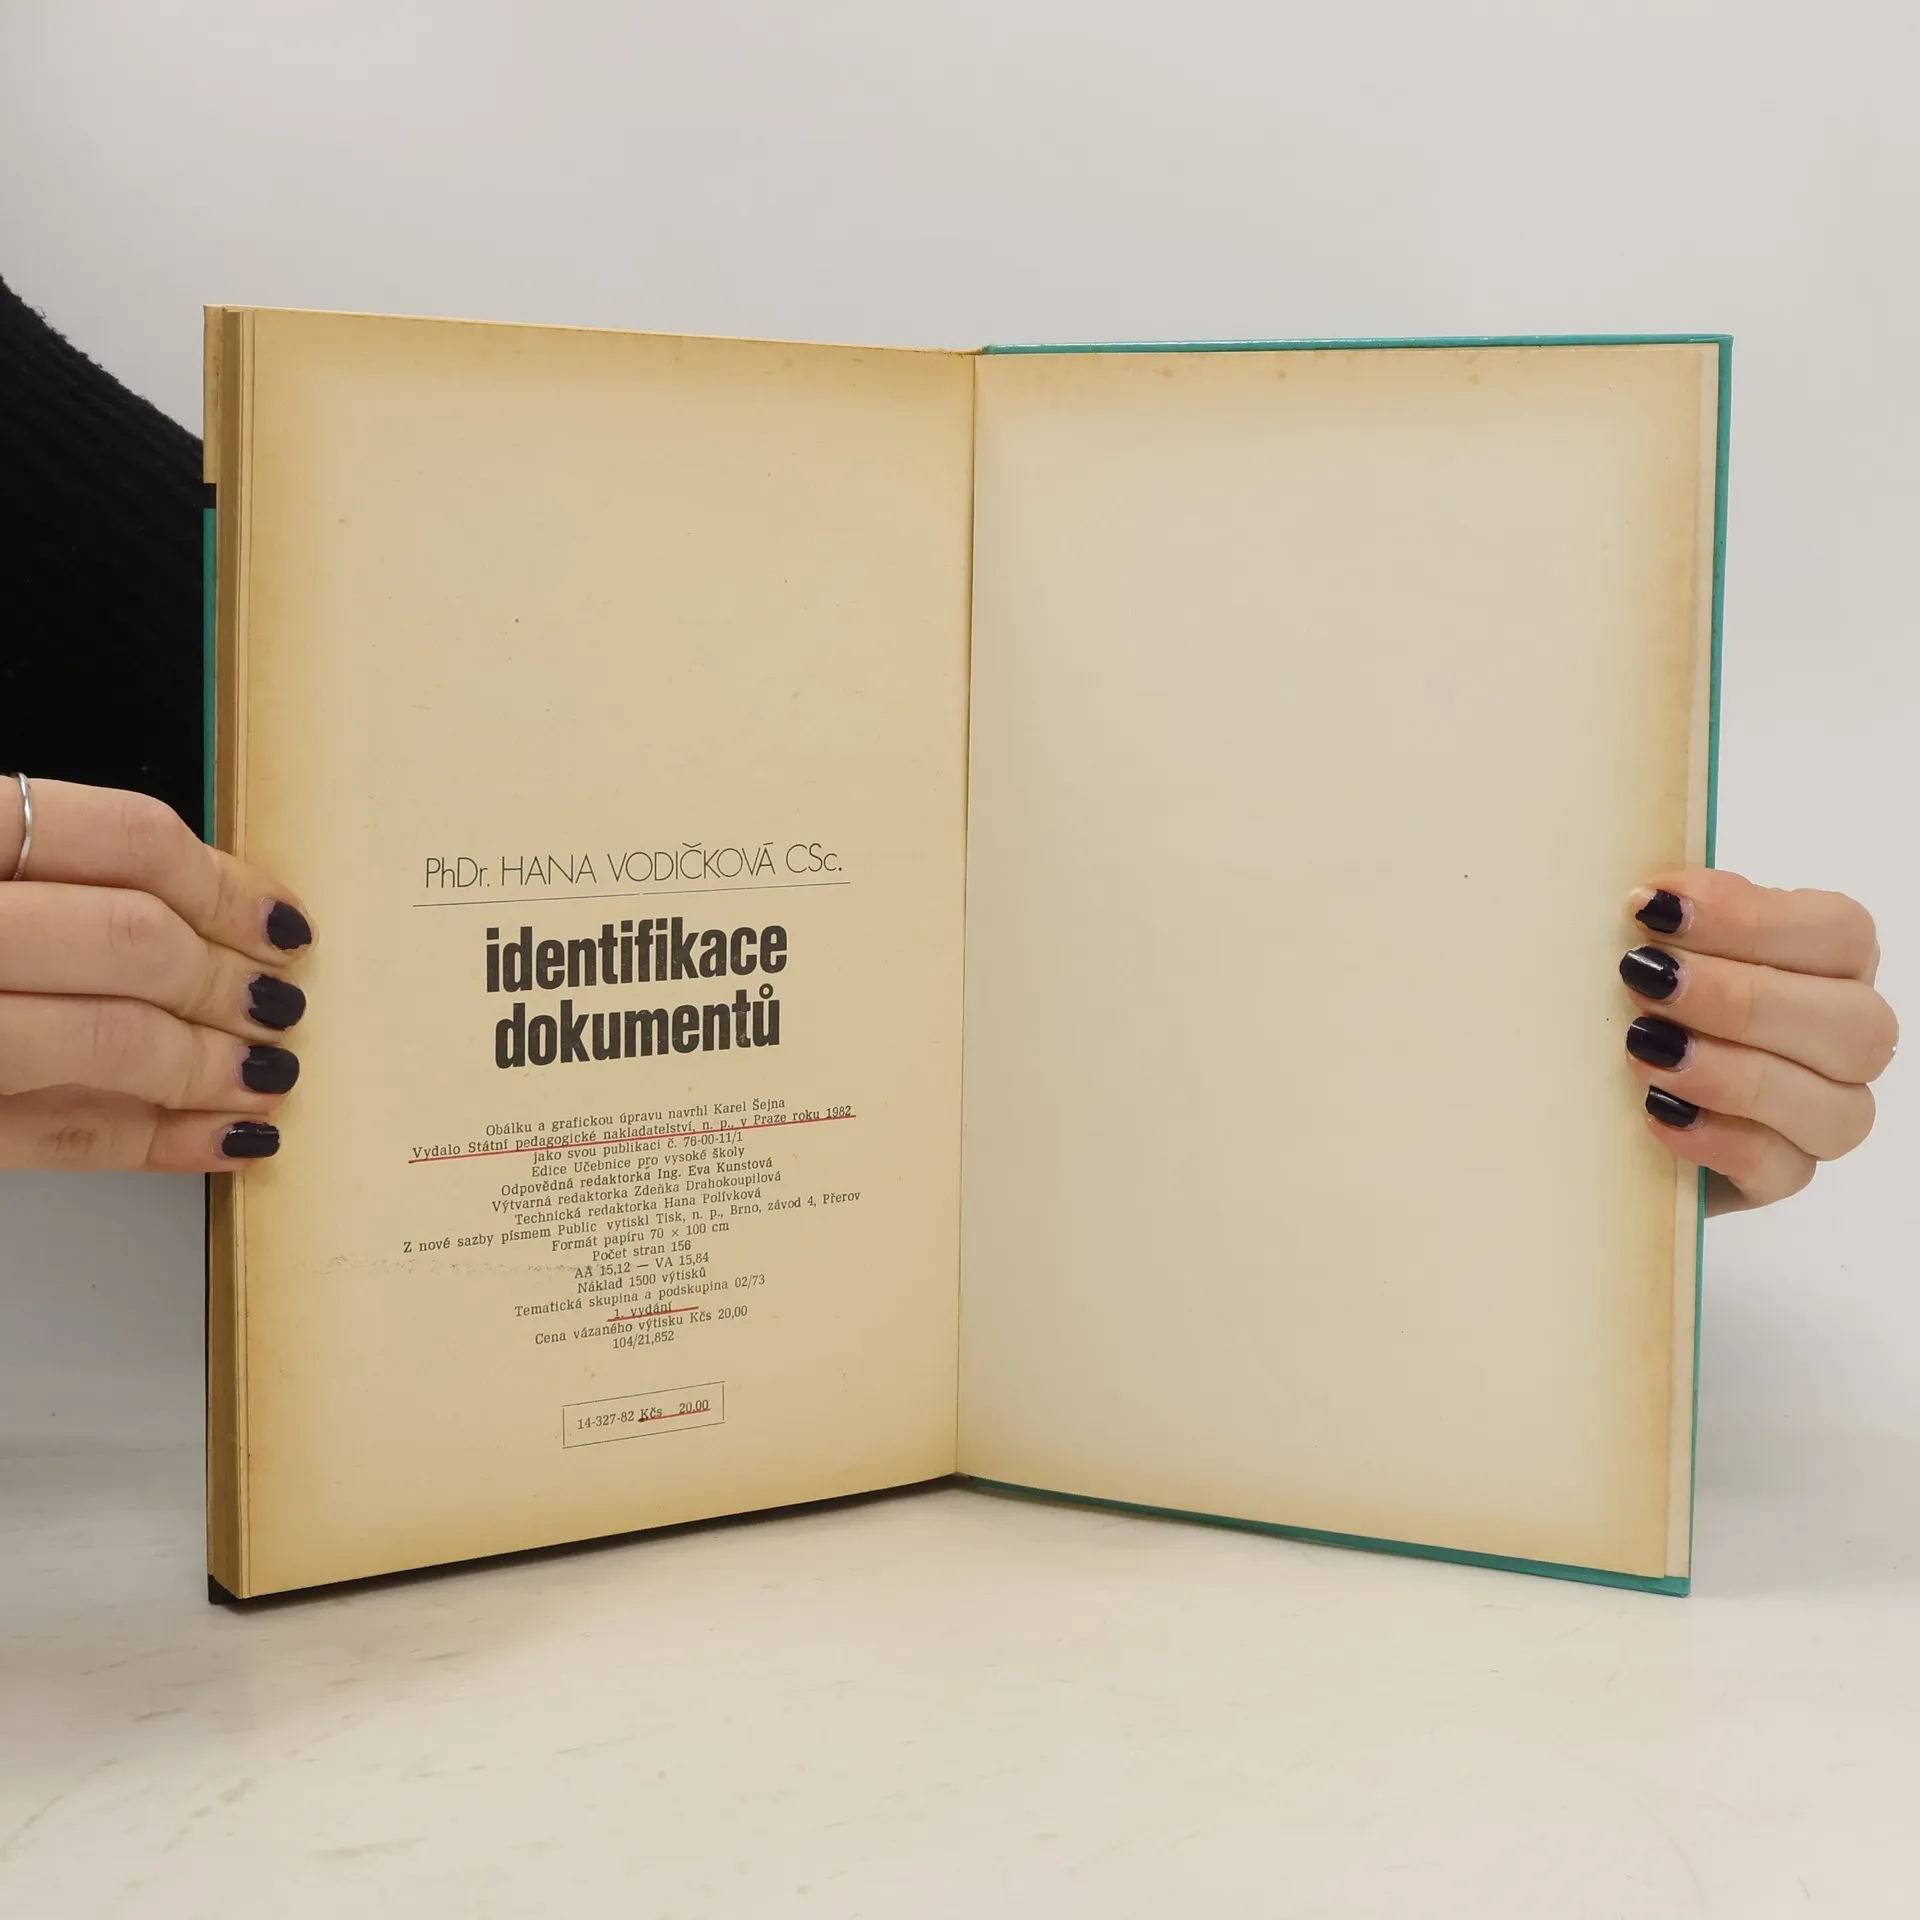 PhDr. HANA VODIČKOVÁ CSc.
identifikace
dokumentů
Obálku a grafickou úpravu navrhl Karel Šejna
Vydalo Státní pedagogické nakladatelství, n. p., v Praze roku 1982
jako svou publikaci č. 76-00-11/1
Edice Učebnice pro vysoké školy
Odpovědná redaktorka Ing. Eva Kunstová
Výtvarná redaktorka Zdeňka Drahokoupilová
Technická redaktorka Hana Polívková
Z nové sazby písmem Public vytiskl Tisk, n. p., Brno, závod 4, Přerov
Formát papíru 70 × 100 cm
Počet stran 156
AA 15,12 — VA 15,84
Náklad 1500 výtisků
Tematická skupina a podskupina 02/73
1. vydání
Cena vázaného výtisku Kčs 20,00
104/21,852
14-327-82 Kčs 20,00